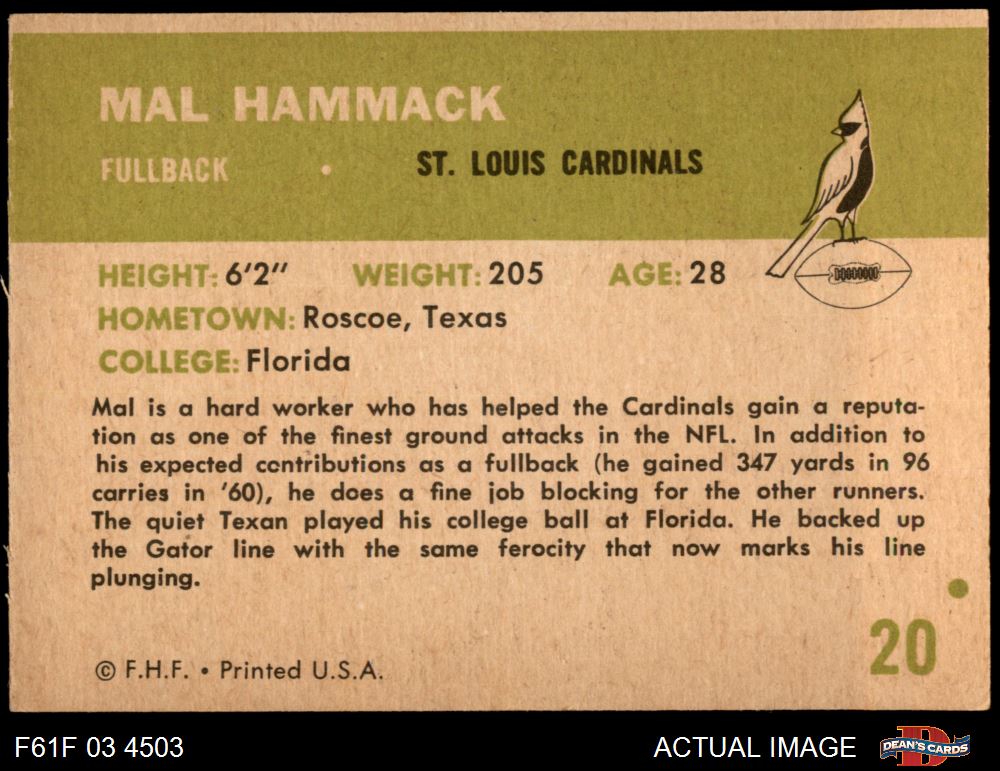 MAL HAMMACK
FULLBACK • ST. LOUIS CARDINALS
HEIGHT: 6'2" WEIGHT: 205 AGE: 28
HOMETOWN: Roscoe, Texas
COLLEGE: Florida
Mal is a hard worker who has helped the Cardinals gain a reputa-
tion as one of the finest ground attacks in the NFL. In addition to
his expected contributions as a fullback (he gained 347 yards in 96
carries in '60), he does a fine job blocking for the other runners.
The quiet Texan played his college ball at Florida. He backed up
the Gator line with the same ferocity that now marks his line
plunging.
20
© F.H.F. • Printed U.S.A.
F61F 03 4503 ACTUAL IMAGE DEAN'S CARDS